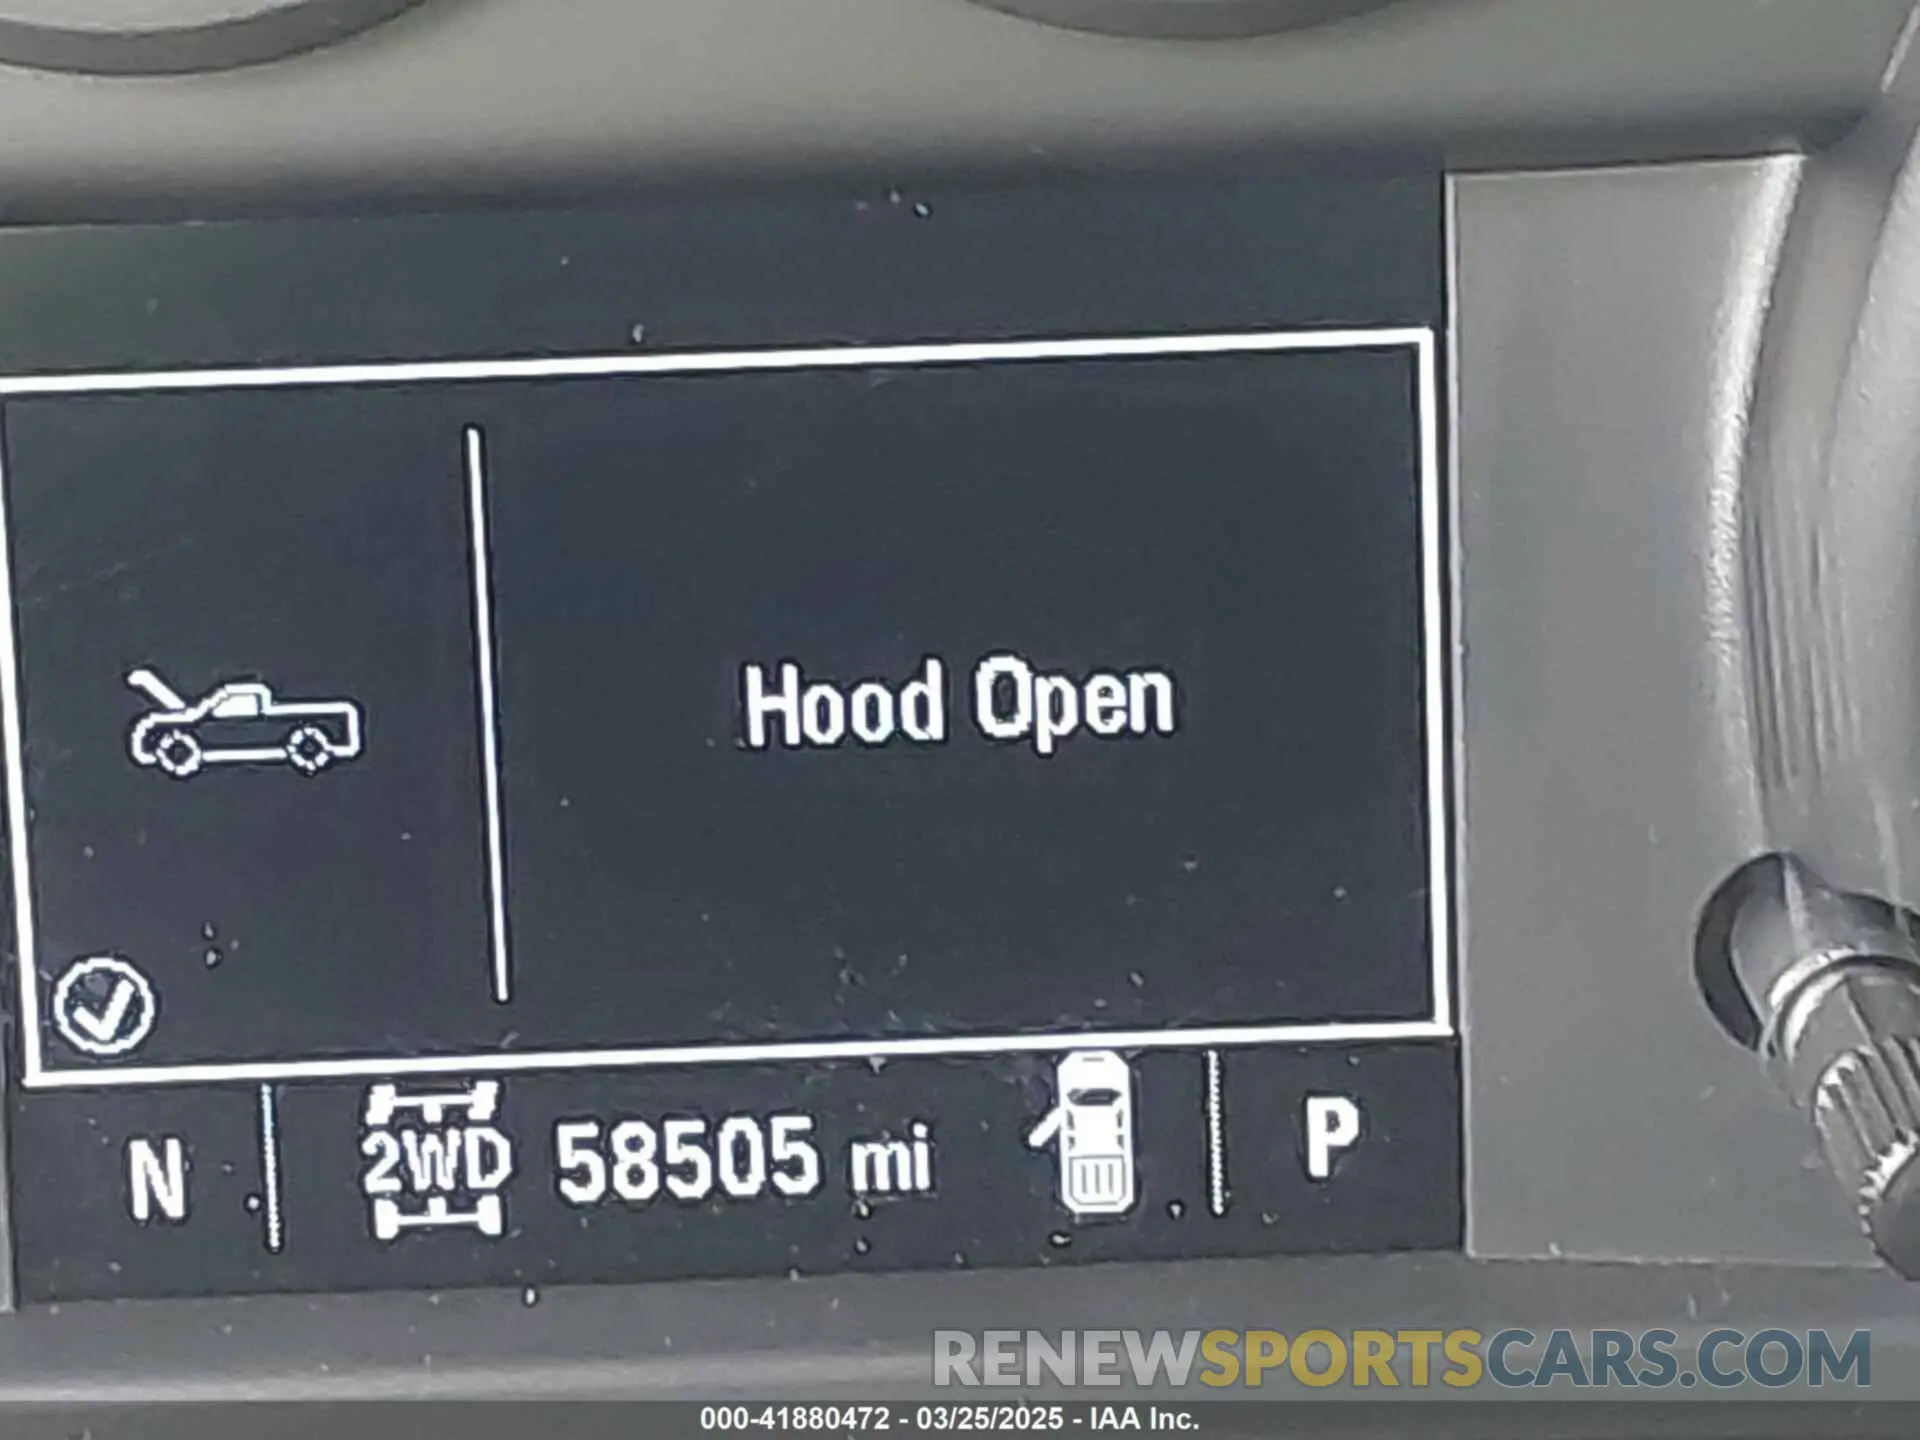 Hood Open
N 2WD 58505 mi P
RENEWSPORTSCARS.COM
000-41880472 - 03/25/2025 - IAA Inc.